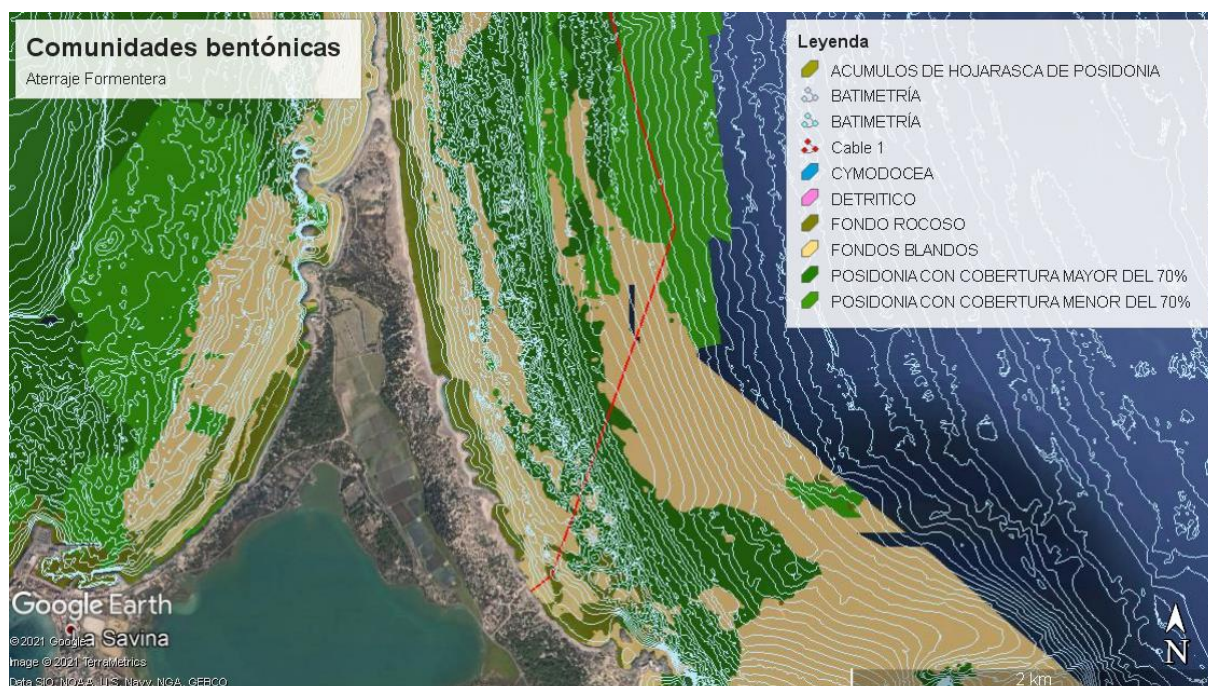 Comunidades bentónicas
Aterraje Formentera
Leyenda
ACUMULOS DE HOJARASCA DE POSIDONIA
BATIMETRÍA
BATIMETRÍA
Cable 1
CYMODOCEA
DETRITICO
FONDO ROCOSO
FONDOS BLANDOS
POSIDONIA CON COBERTURA MAYOR DEL 70%
POSIDONIA CON COBERTURA MENOR DEL 70%
Google Earth
© 2021 Google
La Savina
Image © 2021 TerraMetrics
Data SIO, NOAA, U.S. Navy, NGA, GEBCO
2 km
N